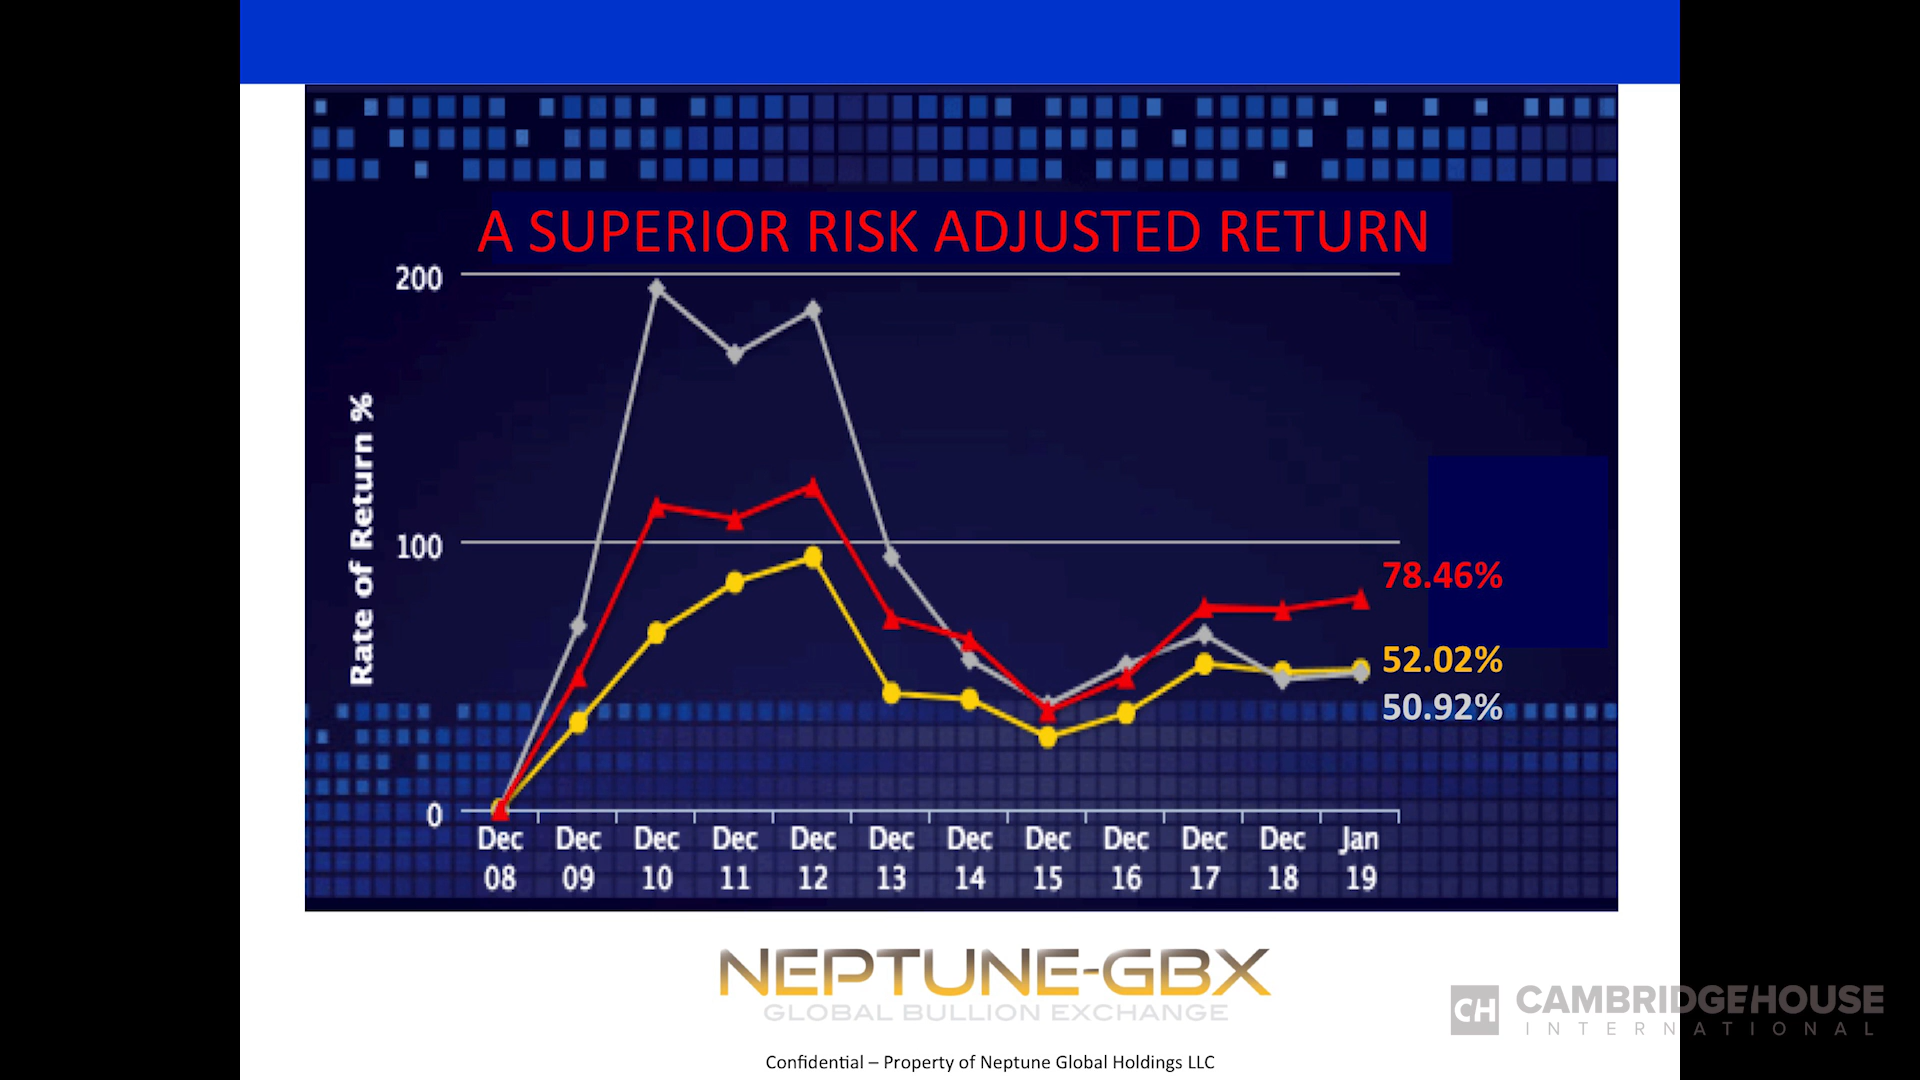 A SUPERIOR RISK ADJUSTED RETURN
Rate of Return %
200
100
0
78.46%
52.02%
50.92%
Dec Dec Dec Dec Dec Dec Dec Dec Dec Dec Dec Jan
08 09 10 11 12 13 14 15 16 17 18 19
NEPTUNE-GBX
GLOBAL BULLION EXCHANGE
CH CAMBRIDGEHOUSE
INTERNATIONAL
Confidential – Property of Neptune Global Holdings LLC